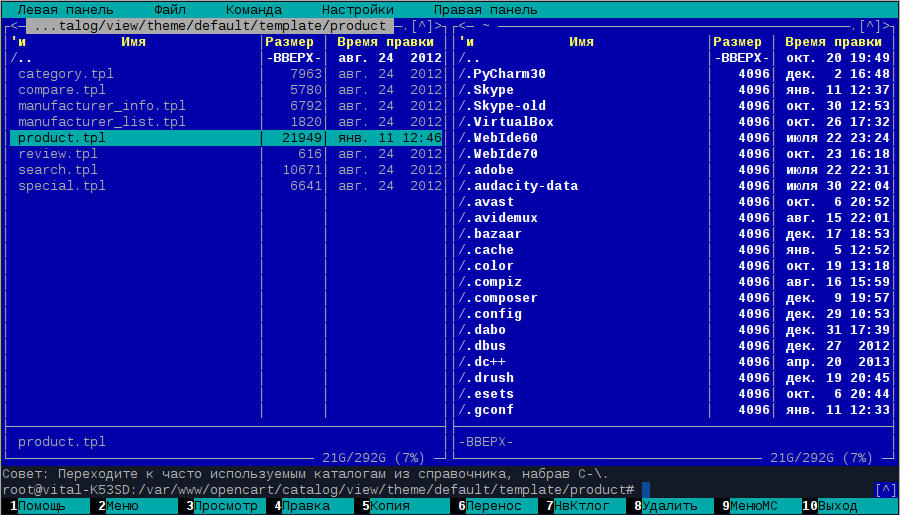 Левая панель Файл Команда Настройки Правая панель
<— ...talog/view/theme/default/template/product —.[^]> <— ~ —.[^]>
'и Имя Размер Время правки 'и Имя Размер Время правки
/.. -ВВЕРХ- авг. 24 2012 /.. -ВВЕРХ- окт. 20 19:49
category.tpl 7963 авг. 24 2012 /.PyCharm30 4096 дек. 2 16:48
compare.tpl 5780 авг. 24 2012 /.Skype 4096 янв. 11 12:37
manufacturer_info.tpl 6792 авг. 24 2012 /.Skype-old 4096 окт. 30 12:53
manufacturer_list.tpl 1820 авг. 24 2012 /.VirtualBox 4096 окт. 26 17:32
product.tpl 21949 янв. 11 12:46 /.WebIde60 4096 июля 22 23:24
review.tpl 616 авг. 24 2012 /.WebIde70 4096 окт. 23 16:18
search.tpl 10671 авг. 24 2012 /.adobe 4096 июля 22 22:31
special.tpl 6641 авг. 24 2012 /.audacity-data 4096 июля 30 22:04
/.avast 4096 окт. 6 20:52
/.avidemux 4096 авг. 15 22:01
/.bazaar 4096 дек. 17 18:53
/.cache 4096 янв. 5 12:52
/.color 4096 окт. 19 13:18
/.compiz 4096 авг. 16 15:59
/.composer 4096 дек. 9 19:57
/.config 4096 дек. 29 10:53
/.dabo 4096 дек. 31 17:39
/.dbus 4096 дек. 27 2012
/.dc++ 4096 апр. 20 2013
/.drush 4096 дек. 19 20:45
/.esets 4096 окт. 6 20:44
/.gconf 4096 янв. 11 12:33
product.tpl -ВВЕРХ-
21G/292G (7%) 21G/292G (7%)
Совет: Переходите к часто используемым каталогам из справочника, набрав C-\.
root@vital-K53SD:/var/www/opencart/catalog/view/theme/default/template/product# [^]
1Помощь 2Меню 3Просмотр 4Правка 5Копия 6Перенос 7НвКтлог 8Удалить 9МенюМС 10Выход